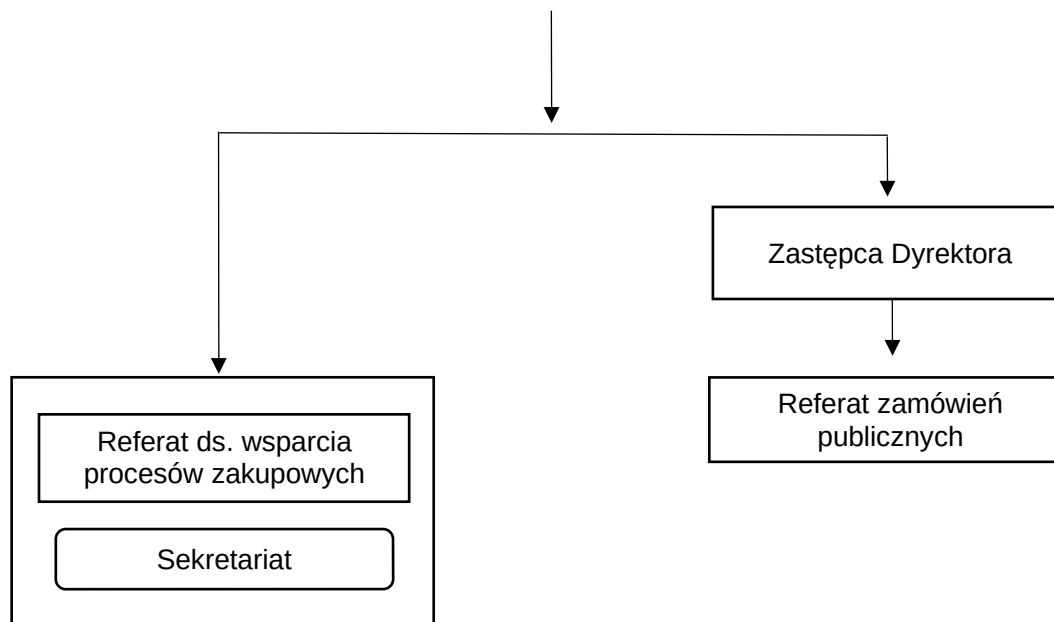 Zastępca Dyrektora
Referat zamówień
publicznych
Referat ds. wsparcia
procesów zakupowych
Sekretariat